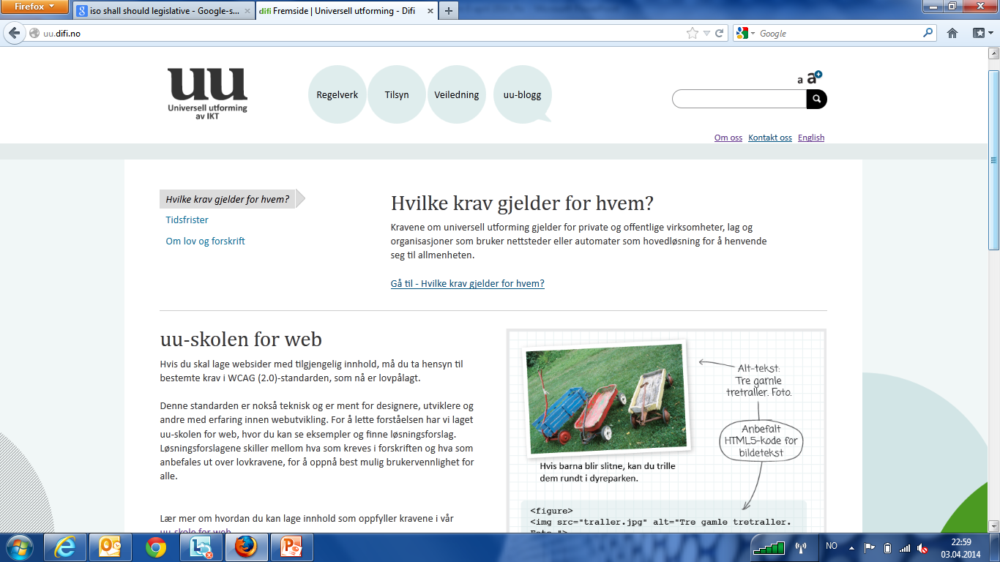 Firefox
iso shall should legislative - Google-s...
difi Fremside | Universell utforming - Difi
uu.difi.no
Google
uu
Universell utforming
av IKT
Regelverk
Tilsyn
Veiledning
uu-blogg
a a+
Om oss Kontakt oss English
Hvilke krav gjelder for hvem?
Tidsfrister
Om lov og forskrift
Hvilke krav gjelder for hvem?
Kravene om universell utforming gjelder for private og offentlige virksomheter, lag og
organisasjoner som bruker nettsteder eller automater som hovedløsning for å henvende
seg til allmenheten.
Gå til - Hvilke krav gjelder for hvem?
uu-skolen for web
Hvis du skal lage websider med tilgjengelig innhold, må du ta hensyn til
bestemte krav i WCAG (2.0)-standarden, som nå er lovpålagt.
Denne standarden er nokså teknisk og er ment for designere, utviklere og
andre med erfaring innen webutvikling. For å lette forståelsen har vi laget
uu-skolen for web, hvor du kan se eksempler og finne løsningsforslag.
Løsningsforslagene skiller mellom hva som kreves i forskriften og hva som
anbefales ut over lovkravene, for å oppnå best mulig brukervennlighet for
alle.
Lær mer om hvordan du kan lage innhold som oppfyller kravene i vår
uu-skole for web
Alt-tekst:
Tre gamle
tretraller. Foto.
Anbefalt
HTML5-kode for
bildetekst
Hvis barna blir slitne, kan du trille
dem rundt i dyreparken.
<figure>
<img src="traller.jpg" alt="Tre gamle tretraller.
Foto.">
NO
22:59
03.04.2014